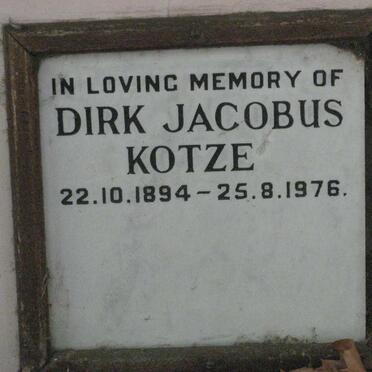 IN LOVING MEMORY OF
DIRK JACOBUS
KOTZE
22.10.1894 – 25.8.1976.